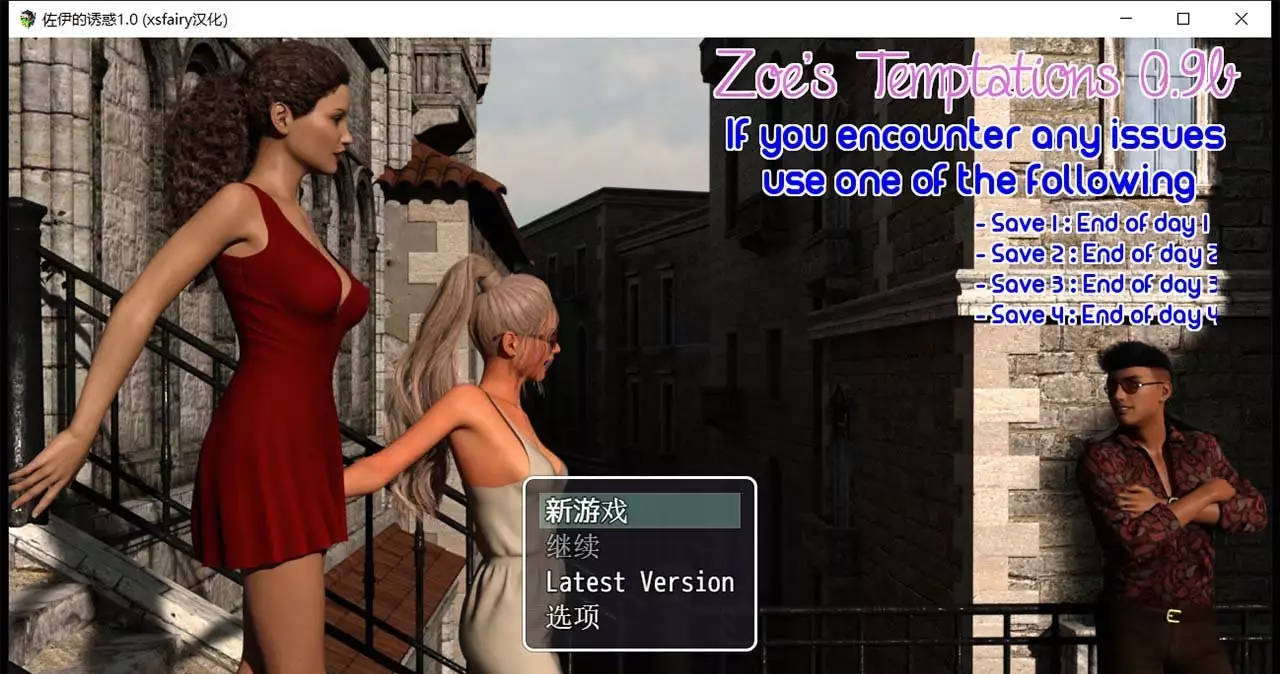 佐伊的诱惑1.0 (xsfairy汉化)
Zoe's Temptations 0.9b
If you encounter any issues
use one of the following
- Save 1 : End of day 1
- Save 2 : End of day 2
- Save 3 : End of day 3
- Save 4 : End of day 4
新游戏
继续
Latest Version
选项